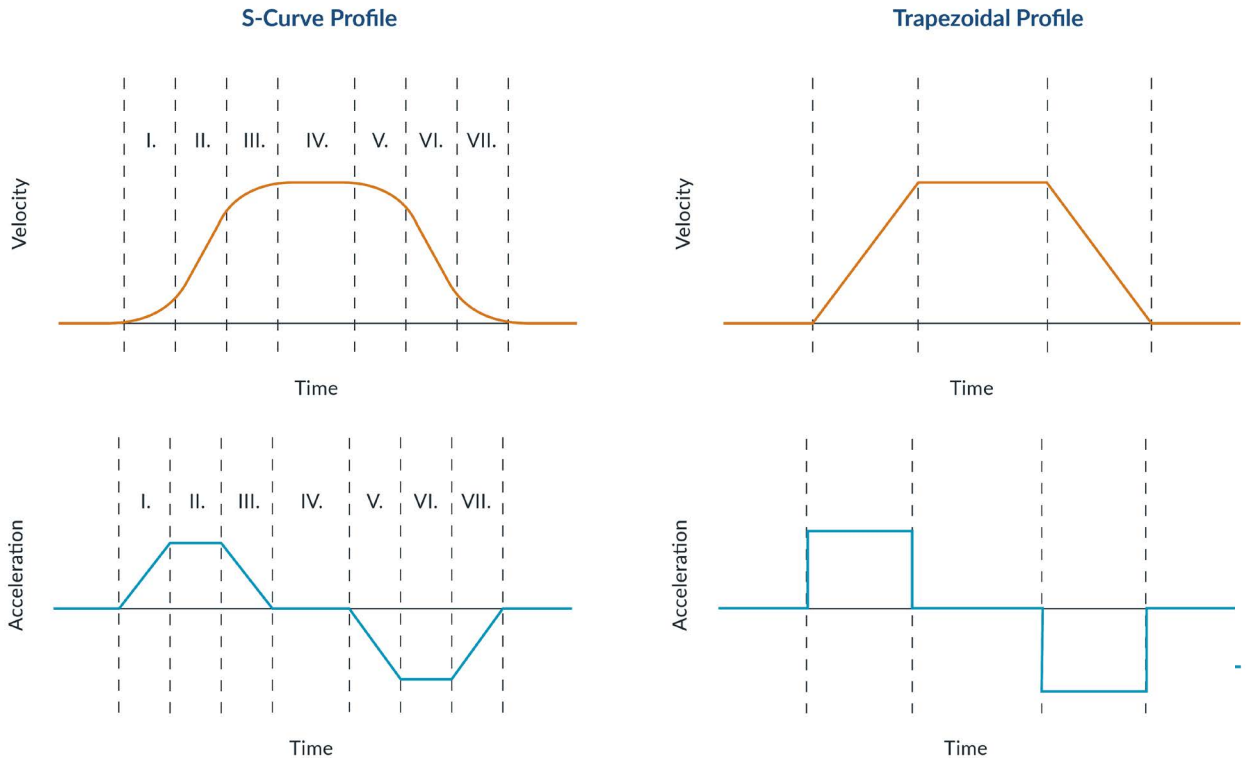 S-Curve Profile
Trapezoidal Profile
I. II. III. IV. V. VI. VII.
Velocity
Velocity
Time
Time
I. II. III. IV. V. VI. VII.
Acceleration
Acceleration
Time
Time